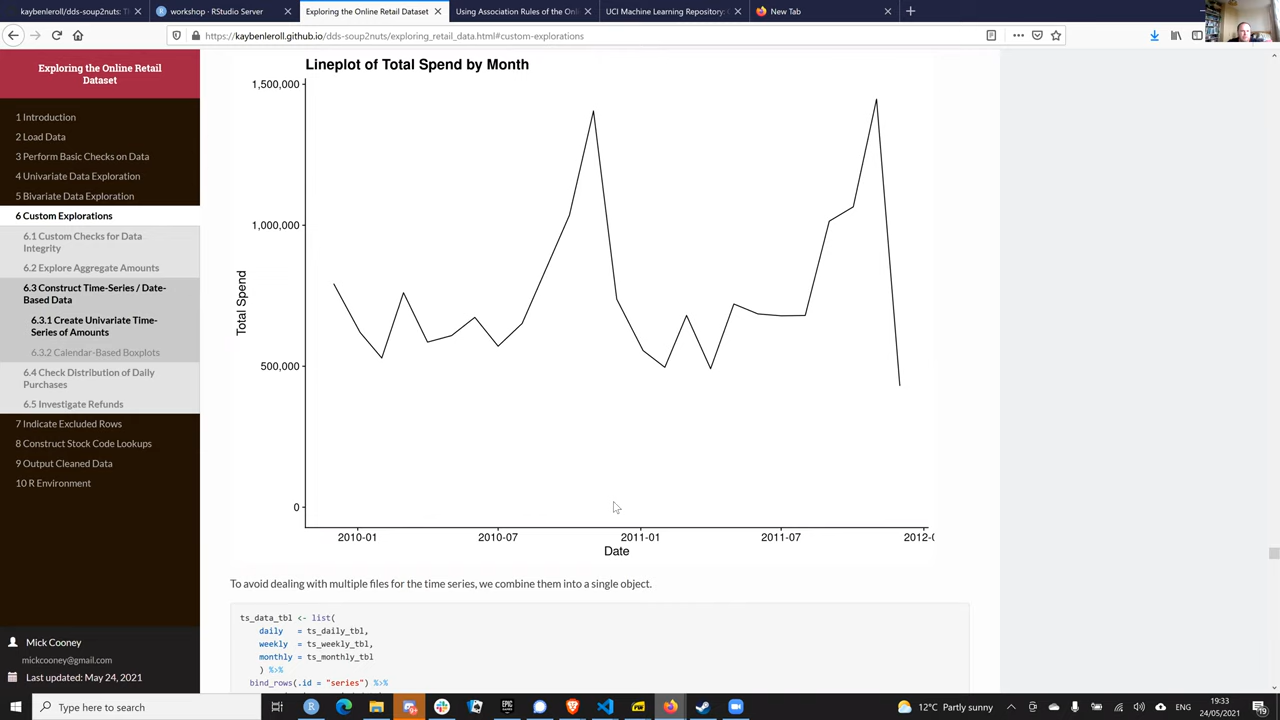 kaybenleroll/dds-soup2nuts:
workshop - RStudio Server
Exploring the Online Retail Dataset
Using Association Rules of the Onl
UCI Machine Learning Repository:
New Tab
https://kaybenleroll.github.io/dds-soup2nuts/exploring_retail_data.html#custom-explorations
Exploring the Online Retail
Dataset
1 Introduction
2 Load Data
3 Perform Basic Checks on Data
4 Univariate Data Exploration
5 Bivariate Data Exploration
6 Custom Explorations
6.1 Custom Checks for Data
Integrity
6.2 Explore Aggregate Amounts
6.3 Construct Time-Series / Date-
Based Data
6.3.1 Create Univariate Time-
Series of Amounts
6.3.2 Calendar-Based Boxplots
6.4 Check Distribution of Daily
Purchases
6.5 Investigate Refunds
7 Indicate Excluded Rows
8 Construct Stock Code Lookups
9 Output Cleaned Data
10 R Environment
Mick Cooney
mickcooney@gmail.com
Last updated: May 24, 2021
Lineplot of Total Spend by Month
1,500,000
1,000,000
500,000
0
Total Spend
2010-01
2010-07
2011-01
2011-07
2012-0
Date
To avoid dealing with multiple files for the time series, we combine them into a single object.
ts_data_tbl <- list(
daily = ts_daily_tbl,
weekly = ts_weekly_tbl,
monthly = ts_monthly_tbl
) %>%
bind_rows(.id = "series") %>%
Type here to search
12°C Partly sunny
ENG
19:33
24/05/2021